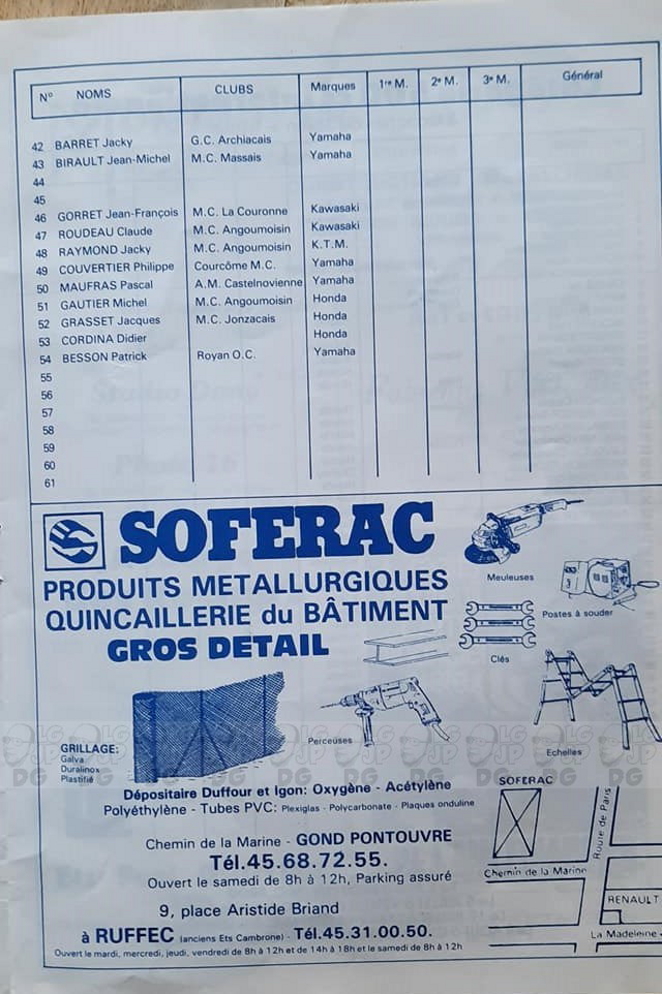 N° NOMS CLUBS Marques 1re M. 2e M. 3e M. Général
42 BARRET Jacky G.C. Archiacais Yamaha
43 BIRAULT Jean-Michel M.C. Massais Yamaha
44
45
46 GORRET Jean-François M.C. La Couronne Kawasaki
47 ROUDEAU Claude M.C. Angoumoisin Kawasaki
48 RAYMOND Jacky M.C. Angoumoisin K.T.M.
49 COUVERTIER Philippe Courcôme M.C. Yamaha
50 MAUFRAS Pascal A.M. Castelnovienne Yamaha
51 GAUTIER Michel M.C. Angoumoisin Honda
52 GRASSET Jacques M.C. Jonzacais Honda
53 CORDINA Didier Honda
54 BESSON Patrick Royan O.C. Yamaha
55
56
57
58
59
60
61
SOFERAC
PRODUITS METALLURGIQUES
QUINCAILLERIE du BÂTIMENT
GROS DETAIL
Meuleuses
Postes à souder
Clés
Perceuses
Echelles
GRILLAGE:
Galva
Duralinox
Plastifié
Dépositaire Duffour et Igon: Oxygène - Acétylène
Polyéthylène - Tubes PVC: Plexiglas - Polycarbonate - Plaques onduline
Chemin de la Marine - GOND PONTOUVRE
Tél.45.68.72.55.
Ouvert le samedi de 8h à 12h, Parking assuré
9, place Aristide Briand
à RUFFEC (anciens Ets Cambrone) - Tél.45.31.00.50.
Ouvert le mardi, mercredi, jeudi, vendredi de 8h à 12h et de 14h à 18h et le samedi de 8h à 12h
SOFERAC
Route de Paris
Chemin de la Marine
RENAULT
La Madeleine